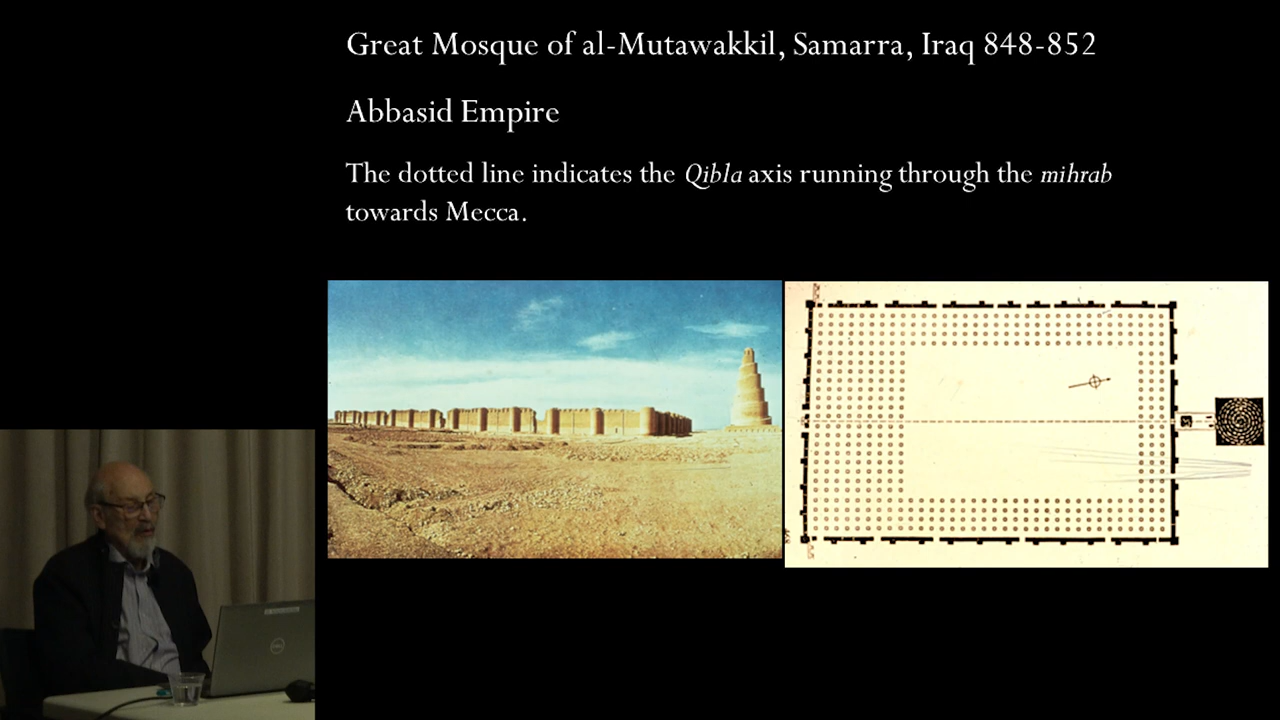 Great Mosque of al-Mutawakkil, Samarra, Iraq 848-852
Abbasid Empire
The dotted line indicates the Qibla axis running through the mihrab
towards Mecca.
DELL